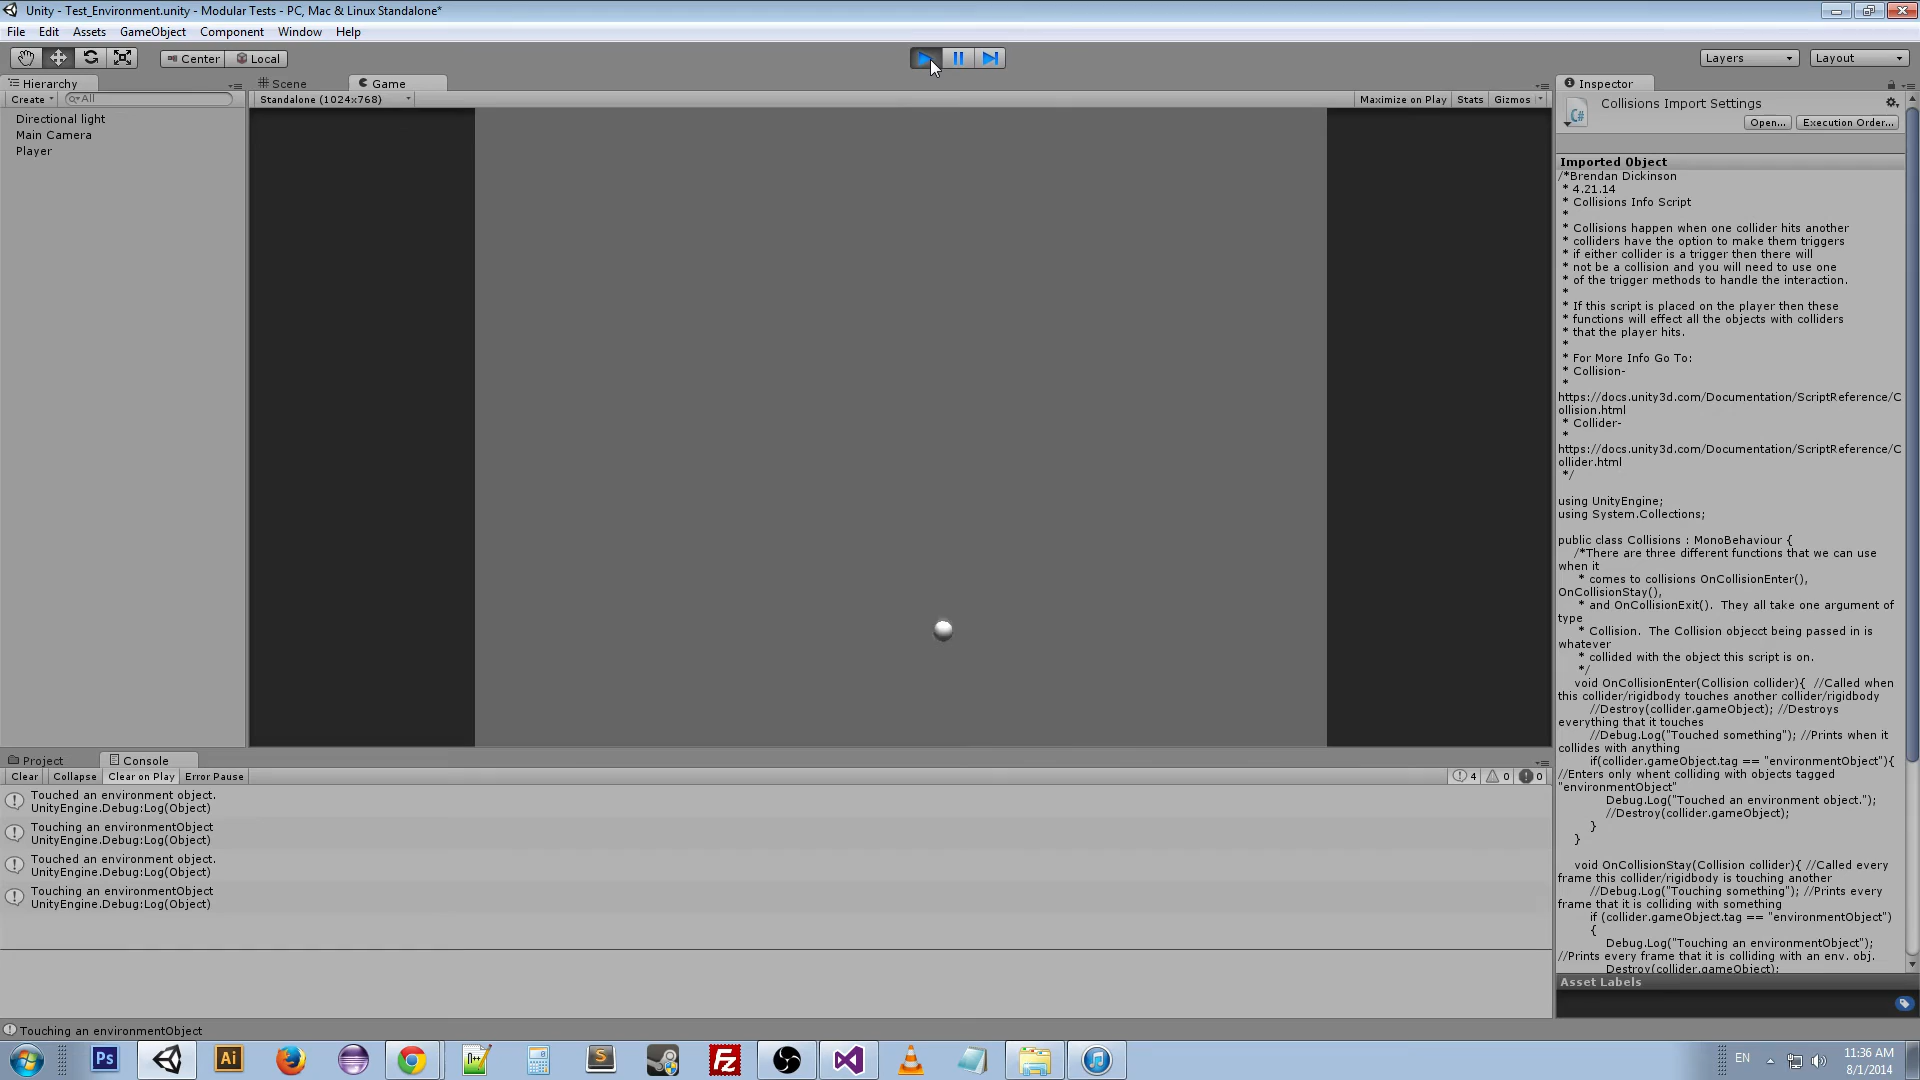 Unity - Test_Environment.unity - Modular Tests - PC, Mac & Linux Standalone*
File Edit Assets GameObject Component Window Help
Center Local
Layers Layout
Hierarchy
Create All
Directional light
Main Camera
Player
Scene Game
Standalone (1024x768)
Maximize on Play Stats Gizmos
Inspector
C#
Collisions Import Settings
Open... Execution Order...
Imported Object
/*Brendan Dickinson
* 4.21.14
* Collisions Info Script
*
* Collisions happen when one collider hits another
* colliders have the option to make them triggers
* if either collider is a trigger then there will
* not be a collision and you will need to use one
* of the trigger methods to handle the interaction.
*
* If this script is placed on the player then these
* functions will effect all the objects with colliders
* that the player hits.
*
* For More Info Go To:
* Collision-
*
https://docs.unity3d.com/Documentation/ScriptReference/C
ollision.html
* Collider-
*
https://docs.unity3d.com/Documentation/ScriptReference/C
ollider.html
*/
using UnityEngine;
using System.Collections;
public class Collisions : MonoBehaviour {
/*There are three different functions that we can use
when it
* comes to collisions OnCollisionEnter(),
OnCollisionStay(),
* and OnCollisionExit(). They all take one argument of
type
* Collision. The Collision objecct being passed in is
whatever
* collided with the object this script is on.
*/
void OnCollisionEnter(Collision collider){ //Called when
this collider/rigidbody touches another collider/rigidbody
//Destroy(collider.gameObject); //Destroys
everything that it touches
//Debug.Log("Touched something"); //Prints when it
collides with anything
if(collider.gameObject.tag == "environmentObject"){
//Enters only whent colliding with objects tagged
"environmentObject"
Debug.Log("Touched an environment object.");
//Destroy(collider.gameObject);
}
}
void OnCollisionStay(Collision collider){ //Called every
frame this collider/rigidbody is touching another
//Debug.Log("Touching something"); //Prints every
frame that it is colliding with something
if (collider.gameObject.tag == "environmentObject")
{
Debug.Log("Touching an environmentObject");
//Prints every frame that it is colliding with an env. obj.
Destroy(collider.gameObject);
Asset Labels
Project Console
Clear Collapse Clear on Play Error Pause
4 0 0
Touched an environment object.
UnityEngine.Debug:Log(Object)
Touching an environmentObject
UnityEngine.Debug:Log(Object)
Touched an environment object.
UnityEngine.Debug:Log(Object)
Touching an environmentObject
UnityEngine.Debug:Log(Object)
Touching an environmentObject
Ps Ai S Fz
EN
11:36 AM
8/1/2014